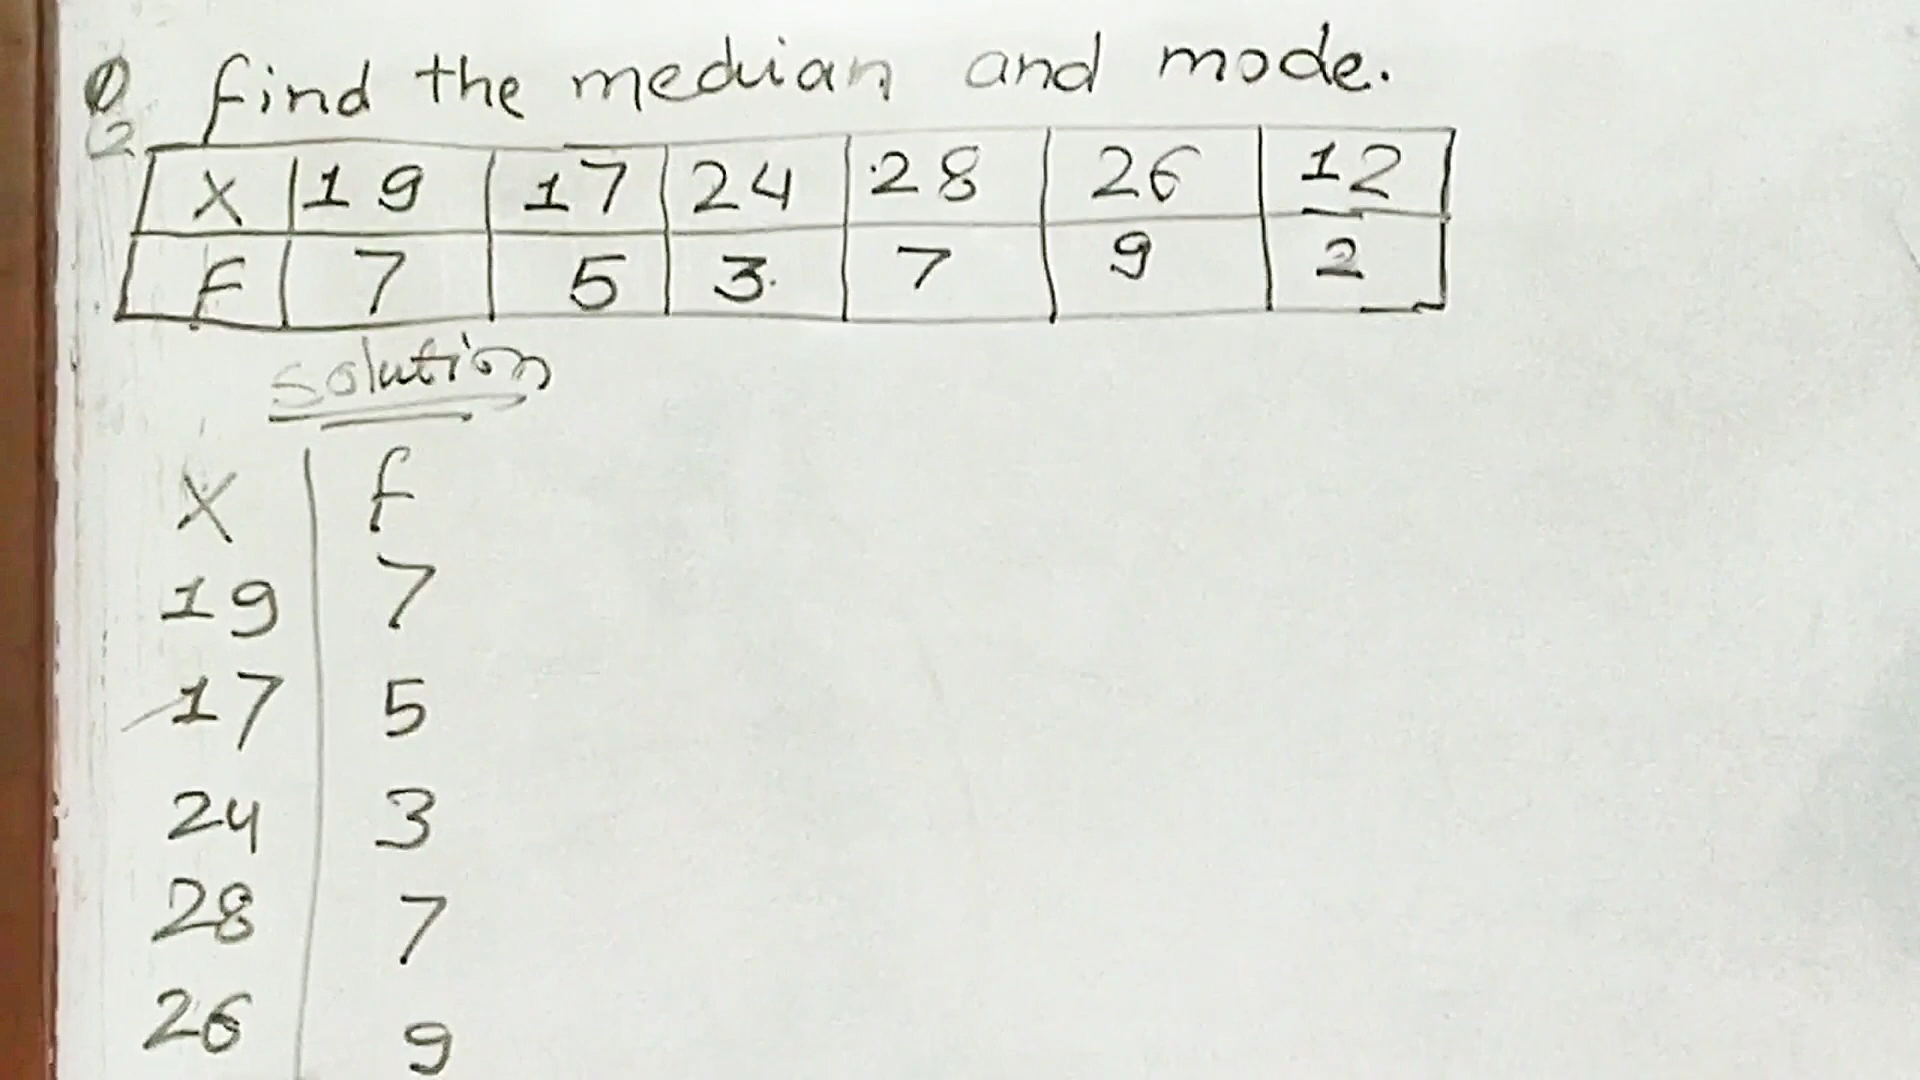 Q find the median and mode.
2
X 19 17 24 28 26 12
F 7 5 3 7 9 2
solution
X f
19 7
17 5
24 3
28 7
26 9